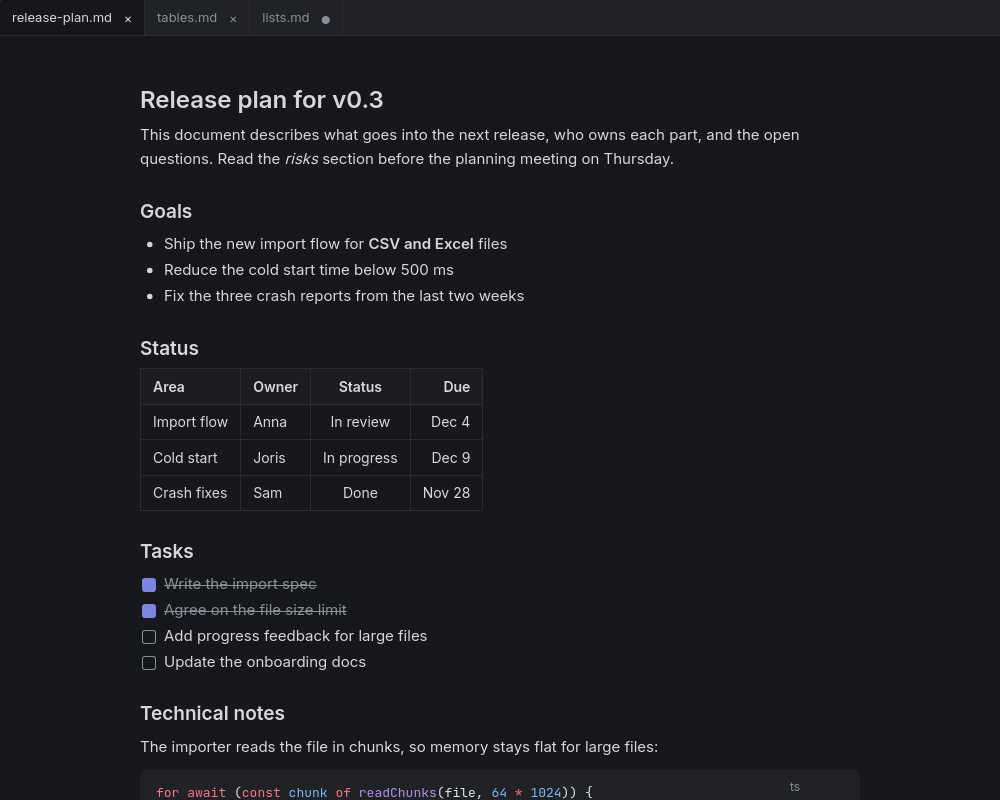 release-plan.md × tables.md × lists.md ●
Release plan for v0.3
This document describes what goes into the next release, who owns each part, and the open
questions. Read the risks section before the planning meeting on Thursday.
Goals
• Ship the new import flow for CSV and Excel files
• Reduce the cold start time below 500 ms
• Fix the three crash reports from the last two weeks
Status
Area Owner Status Due
Import flow Anna In review Dec 4
Cold start Joris In progress Dec 9
Crash fixes Sam Done Nov 28
Tasks
Write the import spec
Agree on the file size limit
Add progress feedback for large files
Update the onboarding docs
Technical notes
The importer reads the file in chunks, so memory stays flat for large files:
ts
for await (const chunk of readChunks(file, 64 * 1024)) {